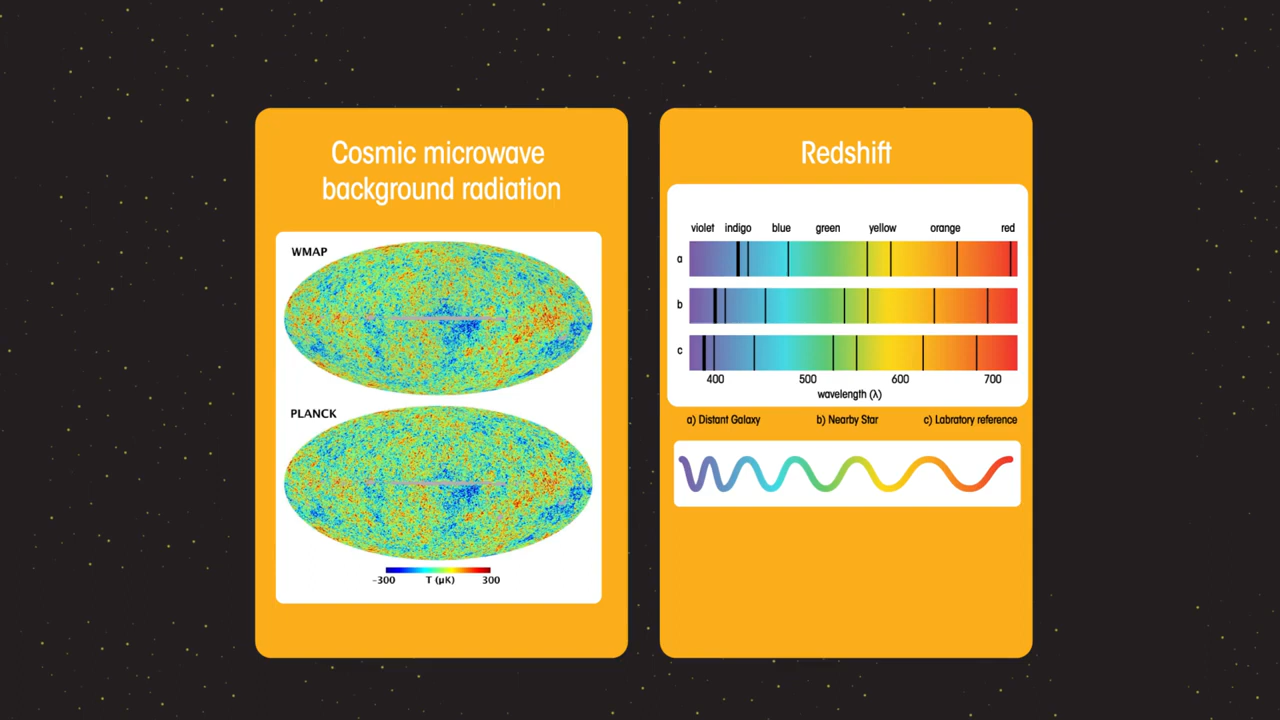 Cosmic microwave
background radiation
WMAP
PLANCK
-300 T (μK) 300
Redshift
violet indigo blue green yellow orange red
a
b
c
400 500 600 700
wavelength (λ)
a) Distant Galaxy b) Nearby Star c) Labratory reference